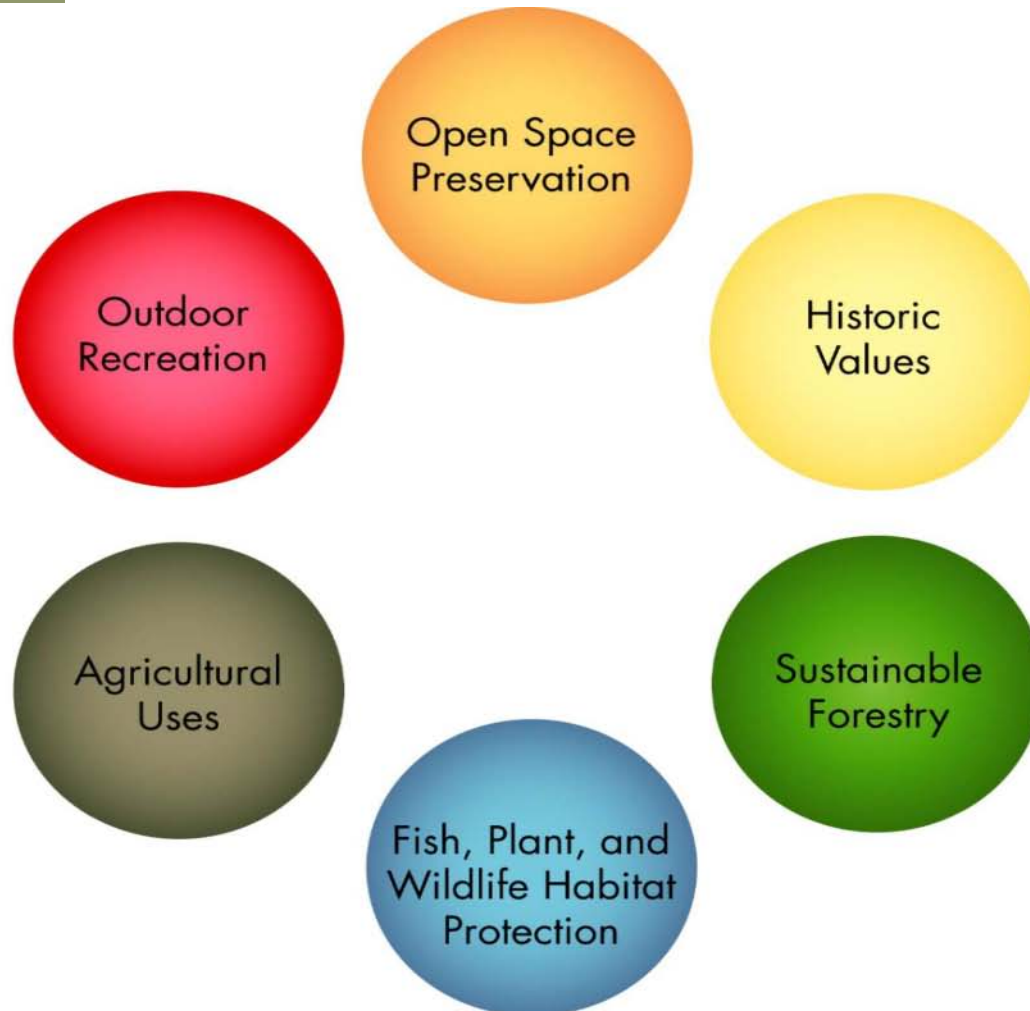 Open Space
Preservation
Outdoor
Recreation
Historic
Values
Agricultural
Uses
Sustainable
Forestry
Fish, Plant, and
Wildlife Habitat
Protection